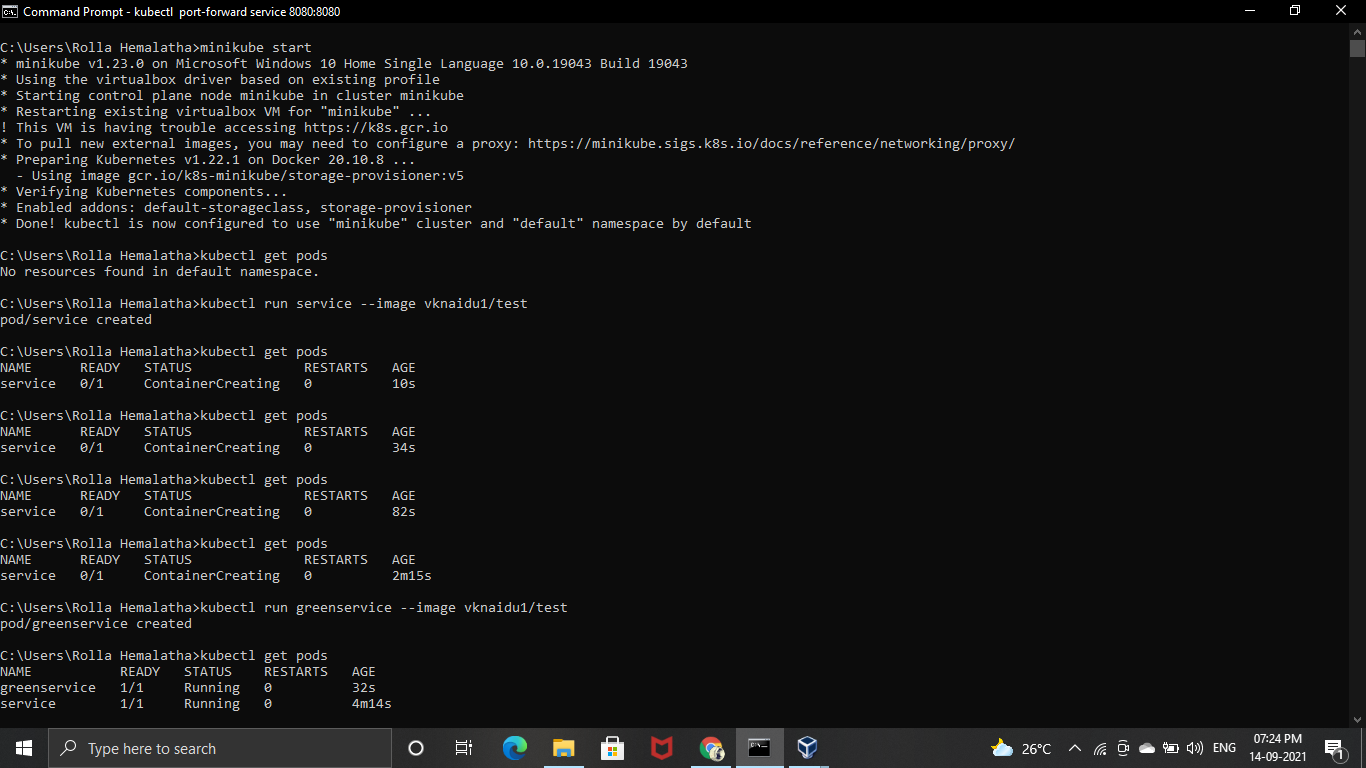 Command Prompt - kubectl  port-forward service 8080:8080
C:\Users\Rolla Hemalatha>minikube start
* minikube v1.23.0 on Microsoft Windows 10 Home Single Language 10.0.19043 Build 19043
* Using the virtualbox driver based on existing profile
* Starting control plane node minikube in cluster minikube
* Restarting existing virtualbox VM for "minikube" ...
! This VM is having trouble accessing https://k8s.gcr.io
* To pull new external images, you may need to configure a proxy: https://minikube.sigs.k8s.io/docs/reference/networking/proxy/
* Preparing Kubernetes v1.22.1 on Docker 20.10.8 ...
  - Using image gcr.io/k8s-minikube/storage-provisioner:v5
* Verifying Kubernetes components...
* Enabled addons: default-storageclass, storage-provisioner
* Done! kubectl is now configured to use "minikube" cluster and "default" namespace by default
C:\Users\Rolla Hemalatha>kubectl get pods
No resources found in default namespace.
C:\Users\Rolla Hemalatha>kubectl run service --image vknaidu1/test
pod/service created
C:\Users\Rolla Hemalatha>kubectl get pods
NAME      READY   STATUS              RESTARTS   AGE
service   0/1     ContainerCreating   0          10s
C:\Users\Rolla Hemalatha>kubectl get pods
NAME      READY   STATUS              RESTARTS   AGE
service   0/1     ContainerCreating   0          34s
C:\Users\Rolla Hemalatha>kubectl get pods
NAME      READY   STATUS              RESTARTS   AGE
service   0/1     ContainerCreating   0          82s
C:\Users\Rolla Hemalatha>kubectl get pods
NAME      READY   STATUS              RESTARTS   AGE
service   0/1     ContainerCreating   0          2m15s
C:\Users\Rolla Hemalatha>kubectl run greenservice --image vknaidu1/test
pod/greenservice created
C:\Users\Rolla Hemalatha>kubectl get pods
NAME           READY   STATUS    RESTARTS   AGE
greenservice   1/1     Running   0          32s
service        1/1     Running   0          4m14s
Type here to search
26°C
ENG
07:24 PM
14-09-2021
1